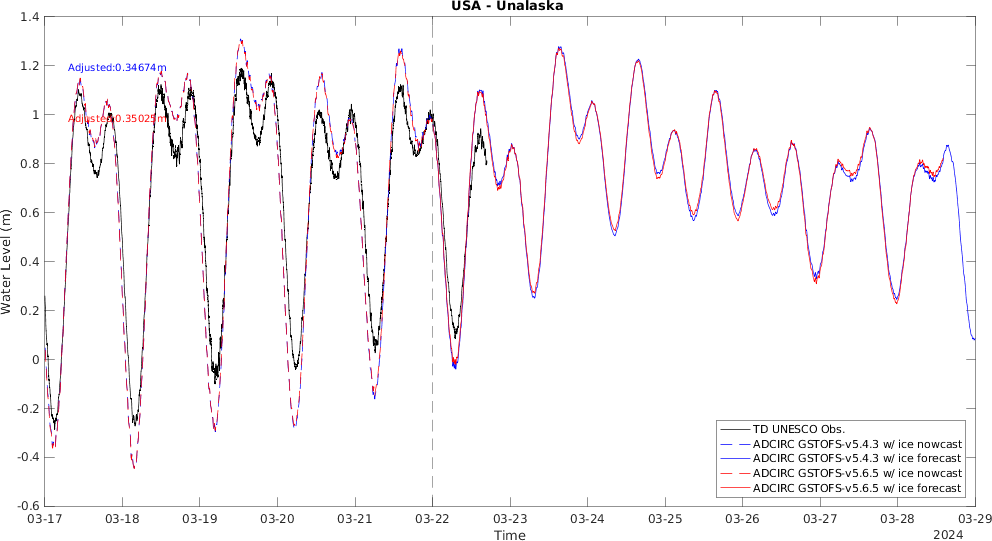 USA - Unalaska
1.4
1.2
1
0.8
0.6
0.4
0.2
0
-0.2
-0.4
-0.6
Water Level (m)
Adjusted:0.34674m
Adjusted:0.35025m
TD UNESCO Obs.
ADCIRC GSTOFS-v5.4.3 w/ ice nowcast
ADCIRC GSTOFS-v5.4.3 w/ ice forecast
ADCIRC GSTOFS-v5.6.5 w/ ice nowcast
ADCIRC GSTOFS-v5.6.5 w/ ice forecast
03-17 03-18 03-19 03-20 03-21 03-22 03-23 03-24 03-25 03-26 03-27 03-28 03-29
Time
2024